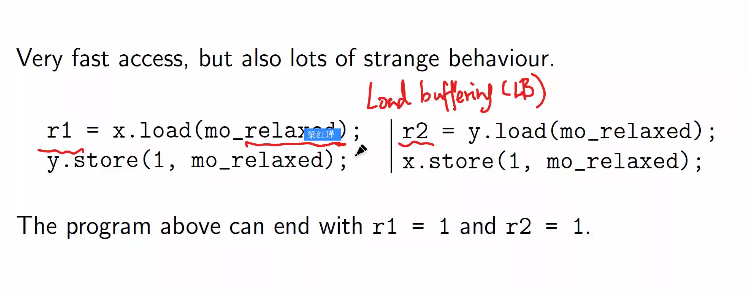 Very fast access, but also lots of strange behaviour.
Load buffering (LB)
r1 = x.load(mo_relaxed); | r2 = y.load(mo_relaxed);
y.store(1, mo_relaxed); | x.store(1, mo_relaxed);
The program above can end with r1 = 1 and r2 = 1.